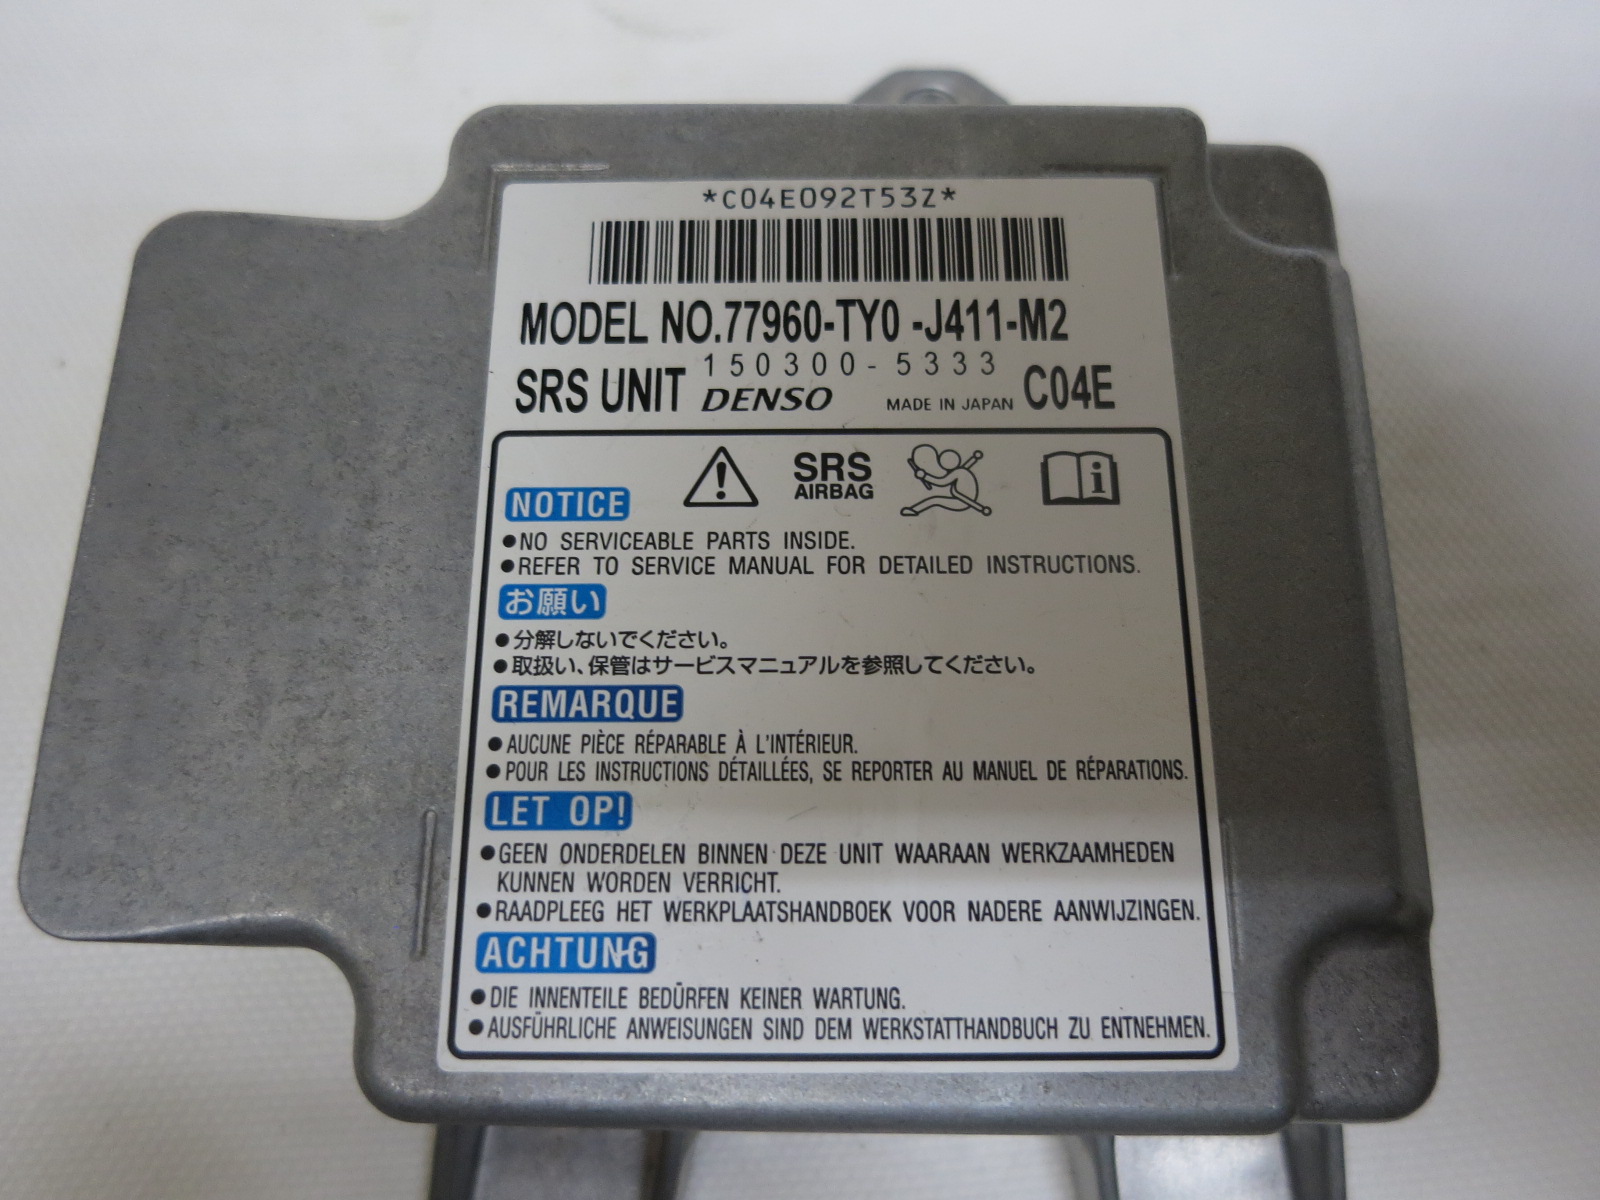 *C04E092T53Z*
MODEL NO.77960-TY0 -J411-M2
150300-5333
SRS UNIT DENSO MADE IN JAPAN C04E
SRS
AIRBAG
NOTICE
●NO SERVICEABLE PARTS INSIDE.
●REFER TO SERVICE MANUAL FOR DETAILED INSTRUCTIONS.
お願い
●分解しないでください。
●取扱い、保管はサービスマニュアルを参照してください。
REMARQUE
●AUCUNE PIÈCE RÉPARABLE À L'INTÉRIEUR.
●POUR LES INSTRUCTIONS DÉTAILLÉES, SE REPORTER AU MANUEL DE RÉPARATIONS.
LET OP!
●GEEN ONDERDELEN BINNEN DEZE UNIT WAARAAN WERKZAAMHEDEN
KUNNEN WORDEN VERRICHT.
●RAADPLEEG HET WERKPLAATSHANDBOEK VOOR NADERE AANWIJZINGEN.
ACHTUNG
●DIE INNENTEILE BEDÜRFEN KEINER WARTUNG.
●AUSFÜHRLICHE ANWEISUNGEN SIND DEM WERKSTATTHANDBUCH ZU ENTNEHMEN.